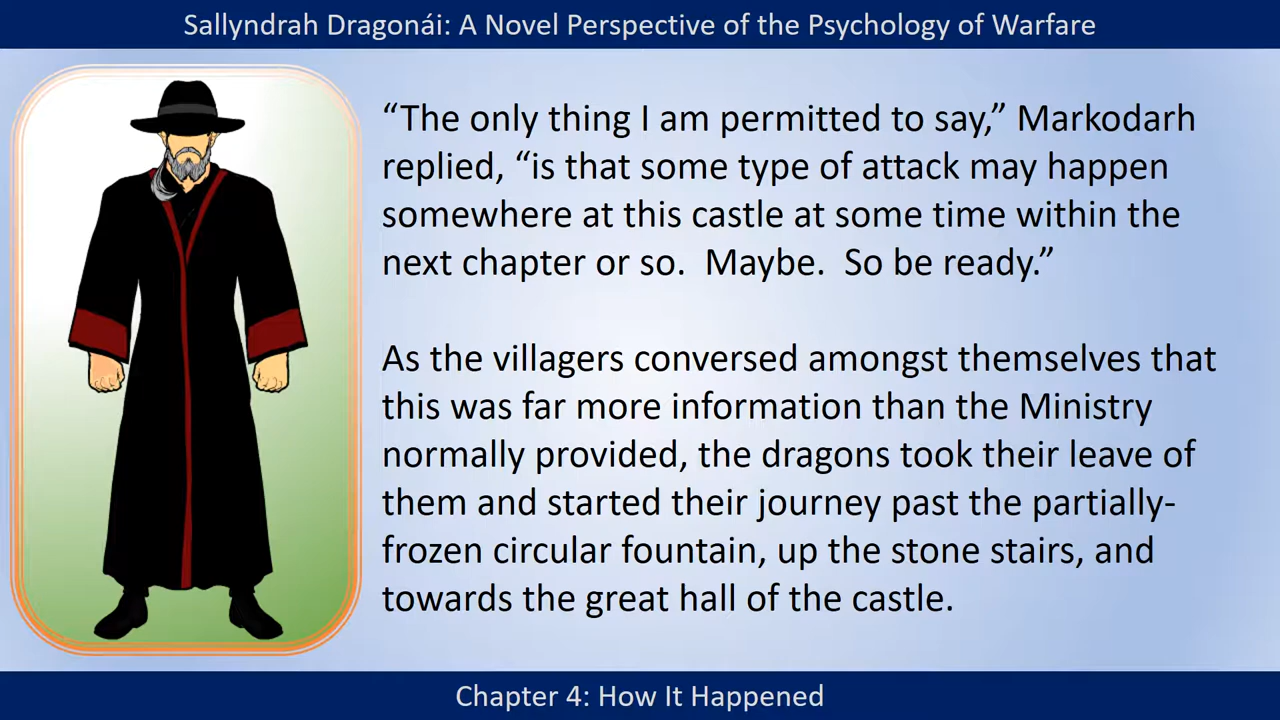 Sallyndrah Dragonái: A Novel Perspective of the Psychology of Warfare
“The only thing I am permitted to say,” Markodarh
replied, “is that some type of attack may happen
somewhere at this castle at some time within the
next chapter or so.  Maybe.  So be ready.”
As the villagers conversed amongst themselves that
this was far more information than the Ministry
normally provided, the dragons took their leave of
them and started their journey past the partially-
frozen circular fountain, up the stone stairs, and
towards the great hall of the castle.
Chapter 4: How It Happened